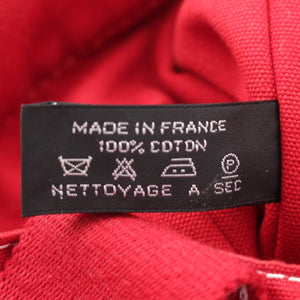 MADE IN FRANCE
100% COTON
P
NETTOYAGE A SEC